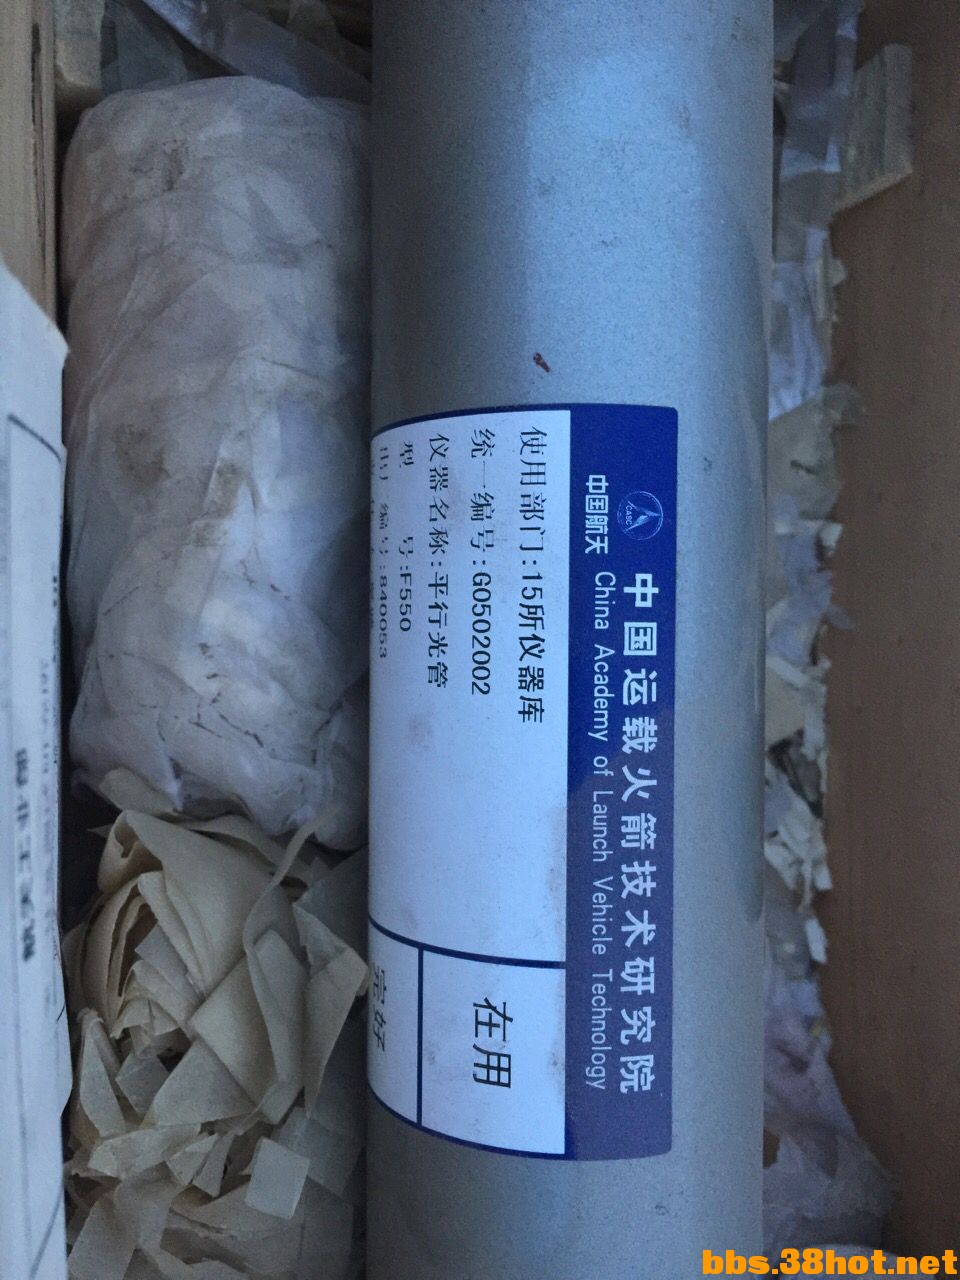 CASC
中国航天
中国运载火箭技术研究院
China Academy of Launch Vehicle Technology
使用部门:15所仪器库
统一编号:G0502002
仪器名称:平行光管
型 号:F550
出厂编号:840053
在用
完好
bbs.38hot.net